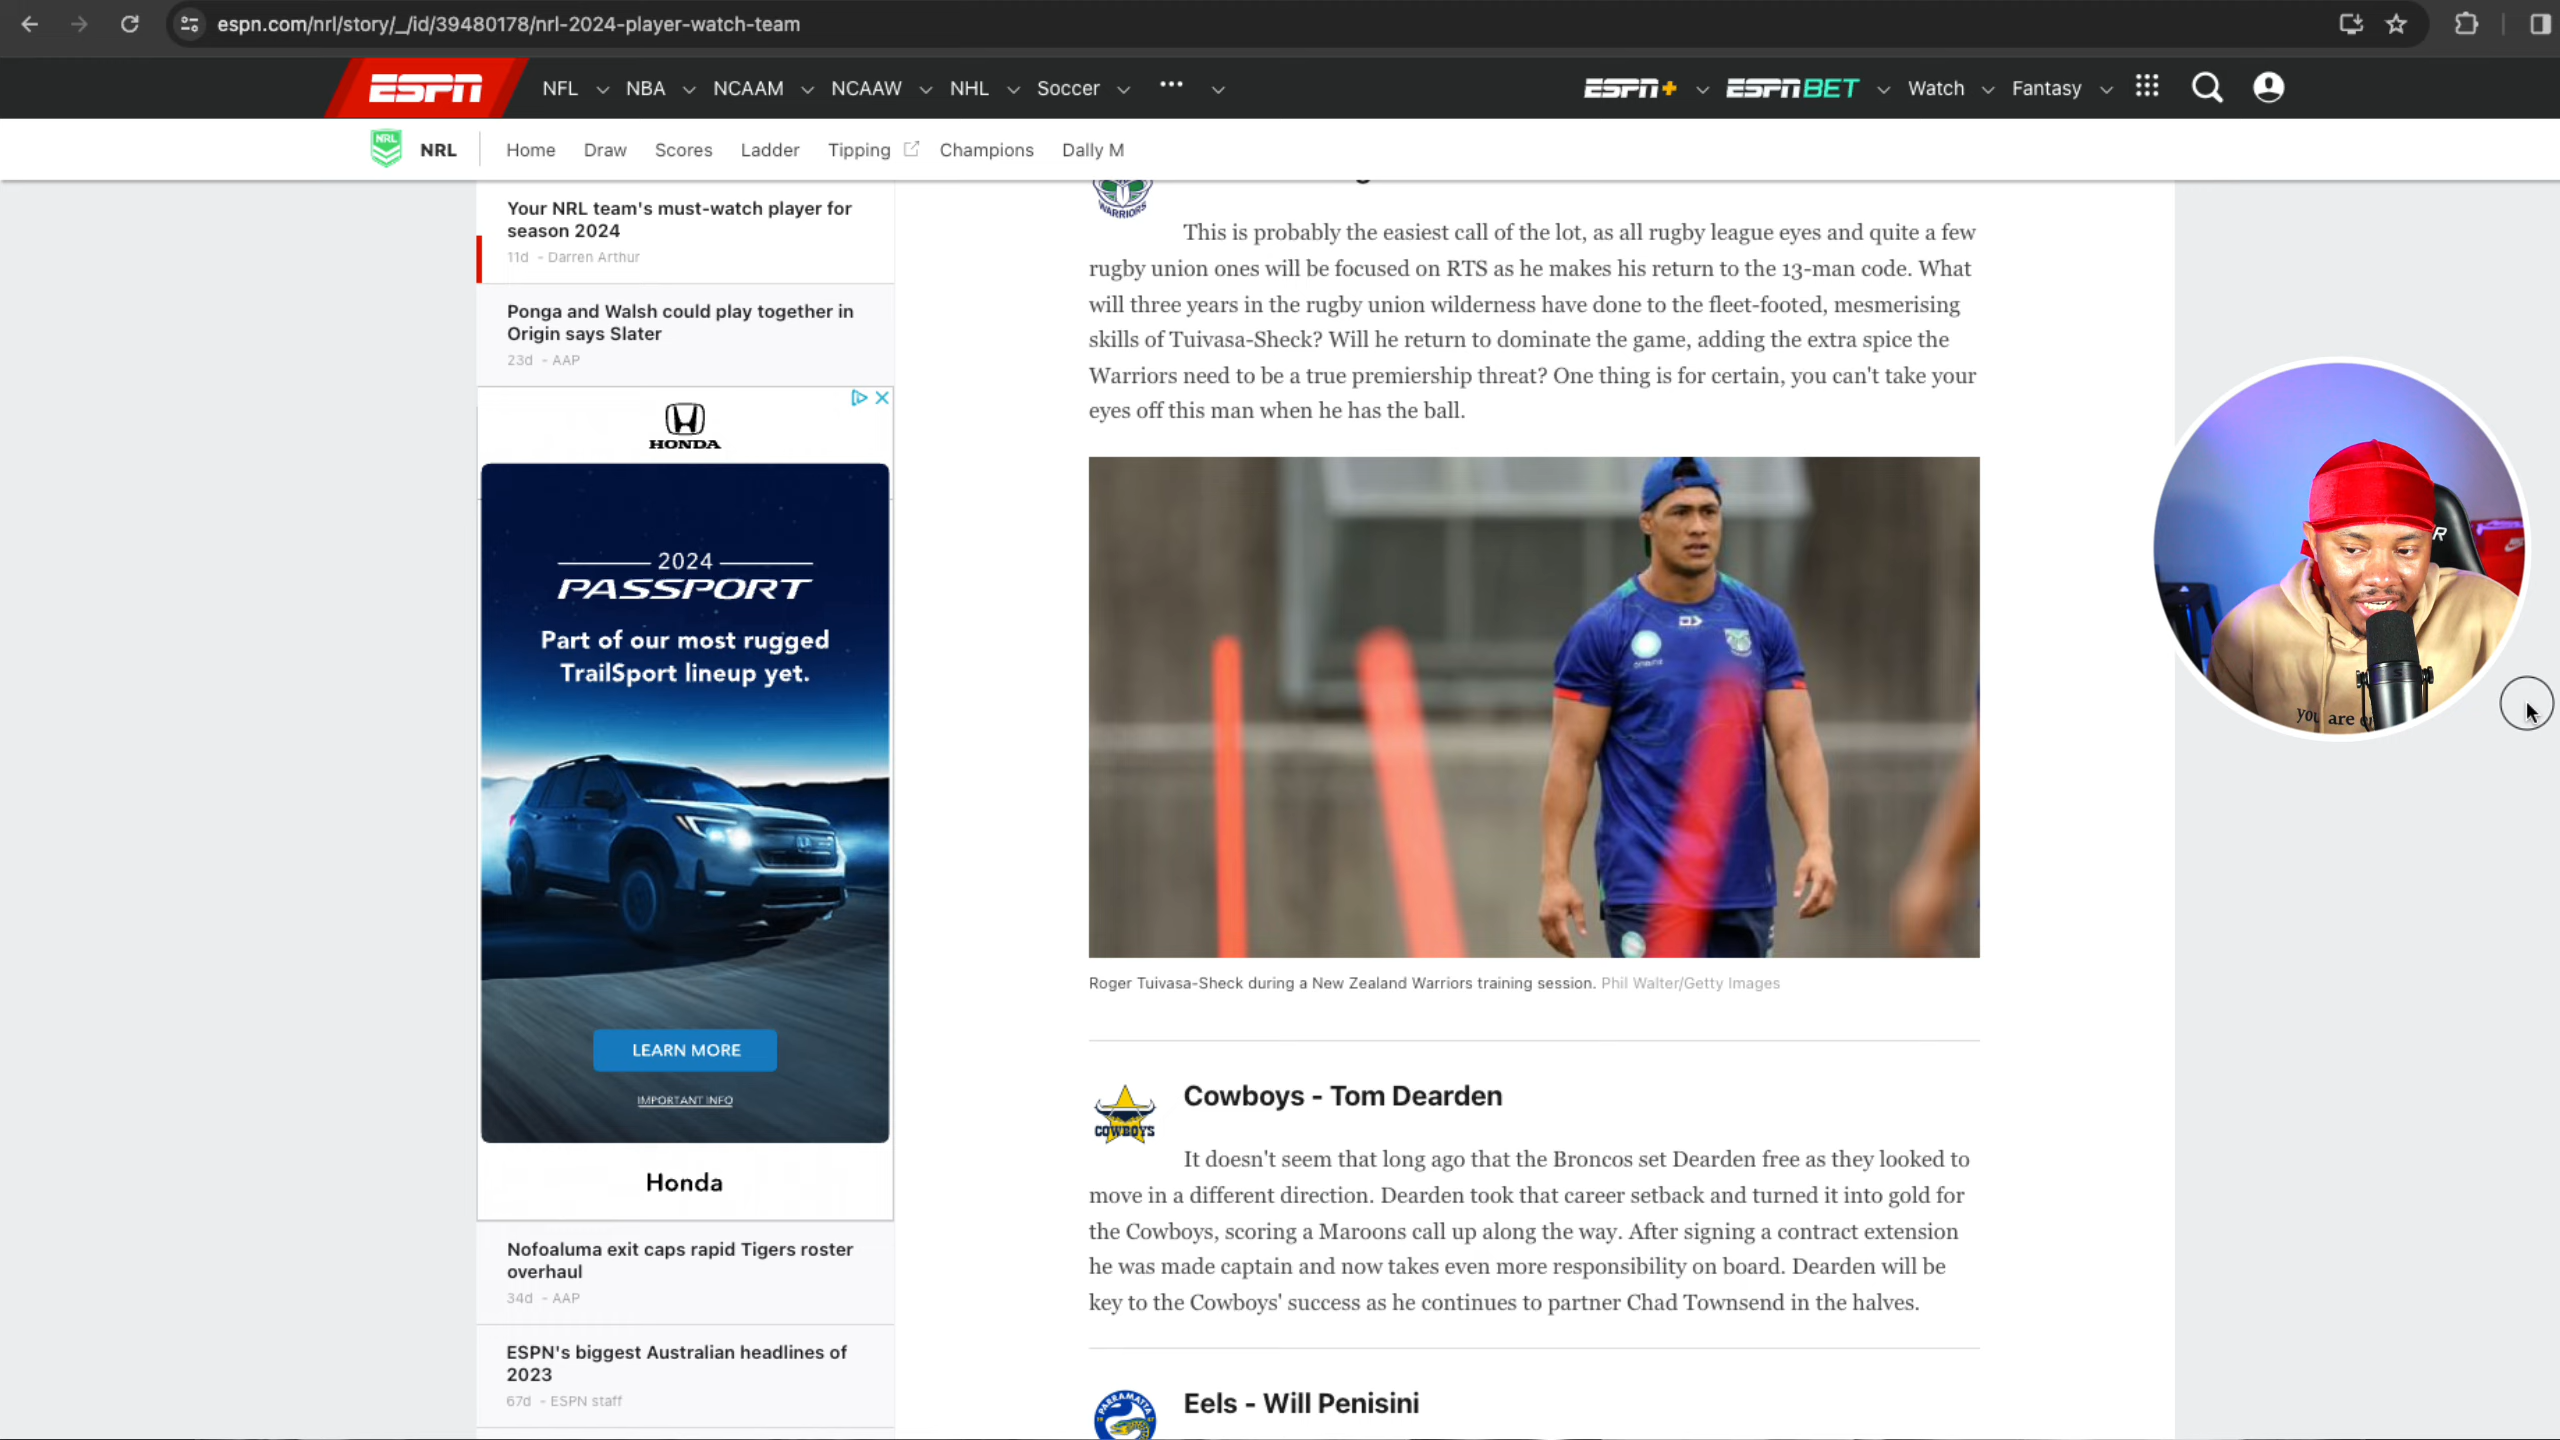 espn.com/nrl/story/_/id/39480178/nrl-2024-player-watch-team
ESPN NFL NBA NCAAM NCAAW NHL Soccer ESPN+ ESPN BET Watch Fantasy
NRL NRL Home Draw Scores Ladder Tipping Champions Dally M
Your NRL team's must-watch player for
season 2024
11d - Darren Arthur
Ponga and Walsh could play together in
Origin says Slater
23d - AAP
HONDA
2024
PASSPORT
Part of our most rugged
TrailSport lineup yet.
LEARN MORE
IMPORTANT INFO
Honda
Nofoaluma exit caps rapid Tigers roster
overhaul
34d - AAP
ESPN's biggest Australian headlines of
2023
67d - ESPN staff
WARRIORS
This is probably the easiest call of the lot, as all rugby league eyes and quite a few
rugby union ones will be focused on RTS as he makes his return to the 13-man code. What
will three years in the rugby union wilderness have done to the fleet-footed, mesmerising
skills of Tuivasa-Sheck? Will he return to dominate the game, adding the extra spice the
Warriors need to be a true premiership threat? One thing is for certain, you can't take your
eyes off this man when he has the ball.
Roger Tuivasa-Sheck during a New Zealand Warriors training session. Phil Walter/Getty Images
COWBOYS
Cowboys - Tom Dearden
It doesn't seem that long ago that the Broncos set Dearden free as they looked to
move in a different direction. Dearden took that career setback and turned it into gold for
the Cowboys, scoring a Maroons call up along the way. After signing a contract extension
he was made captain and now takes even more responsibility on board. Dearden will be
key to the Cowboys' success as he continues to partner Chad Townsend in the halves.
PARRAMATTA
Eels - Will Penisini
you are